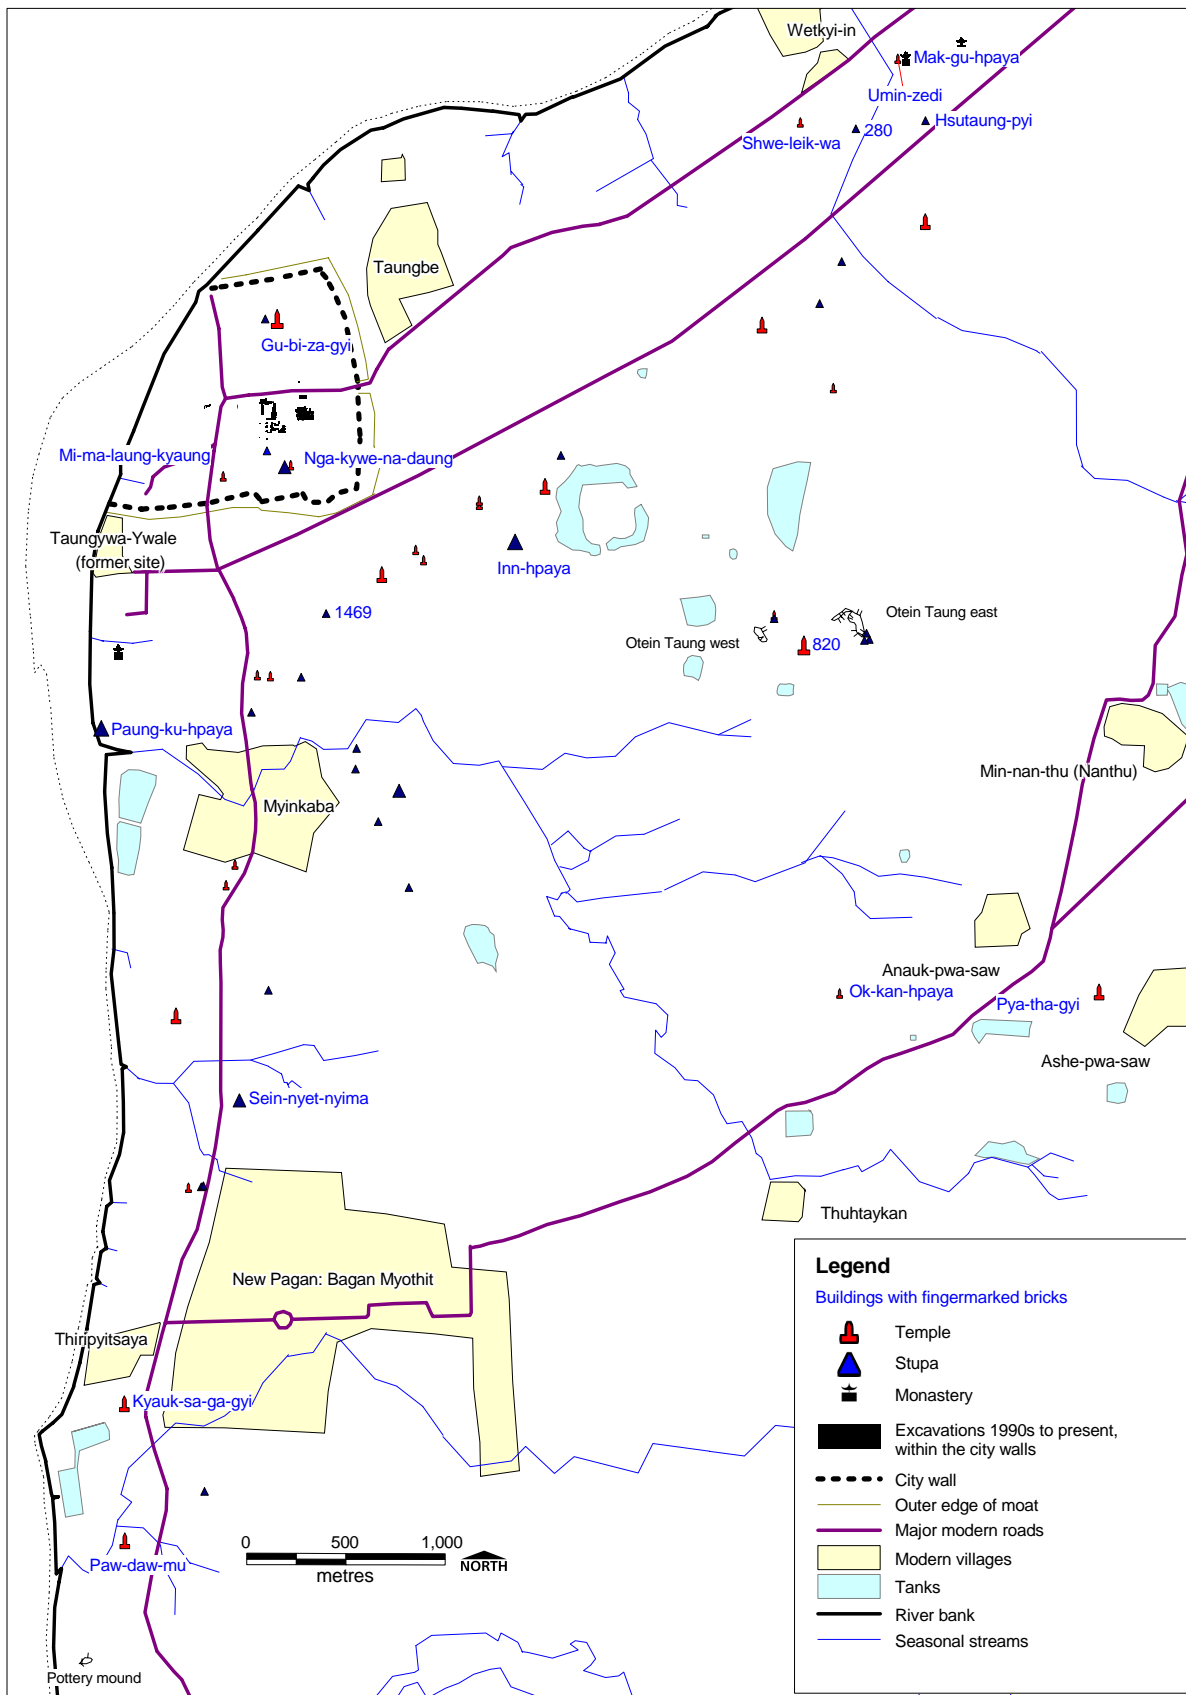 Wetkyi-in
Mak-gu-hpaya
Umin-zedi
Hsutaung-pyi
280
Shwe-leik-wa
Taungbe
Gu-bi-za-gyi
Mi-ma-laung-kyaung
Nga-kywe-na-daung
Taungywa-Ywale
(former site)
Inn-hpaya
1469
Otein Taung east
Otein Taung west
820
Paung-ku-hpaya
Min-nan-thu (Nanthu)
Myinkaba
Anauk-pwa-saw
Ok-kan-hpaya
Pya-tha-gyi
Ashe-pwa-saw
Sein-nyet-nyima
Thuhtaykan
New Pagan: Bagan Myothit
Thiripyitsaya
Kyauk-sa-ga-gyi
Paw-daw-mu
0 500 1,000
metres
NORTH
Pottery mound
Legend
Buildings with fingermarked bricks
Temple
Stupa
Monastery
Excavations 1990s to present,
within the city walls
City wall
Outer edge of moat
Major modern roads
Modern villages
Tanks
River bank
Seasonal streams